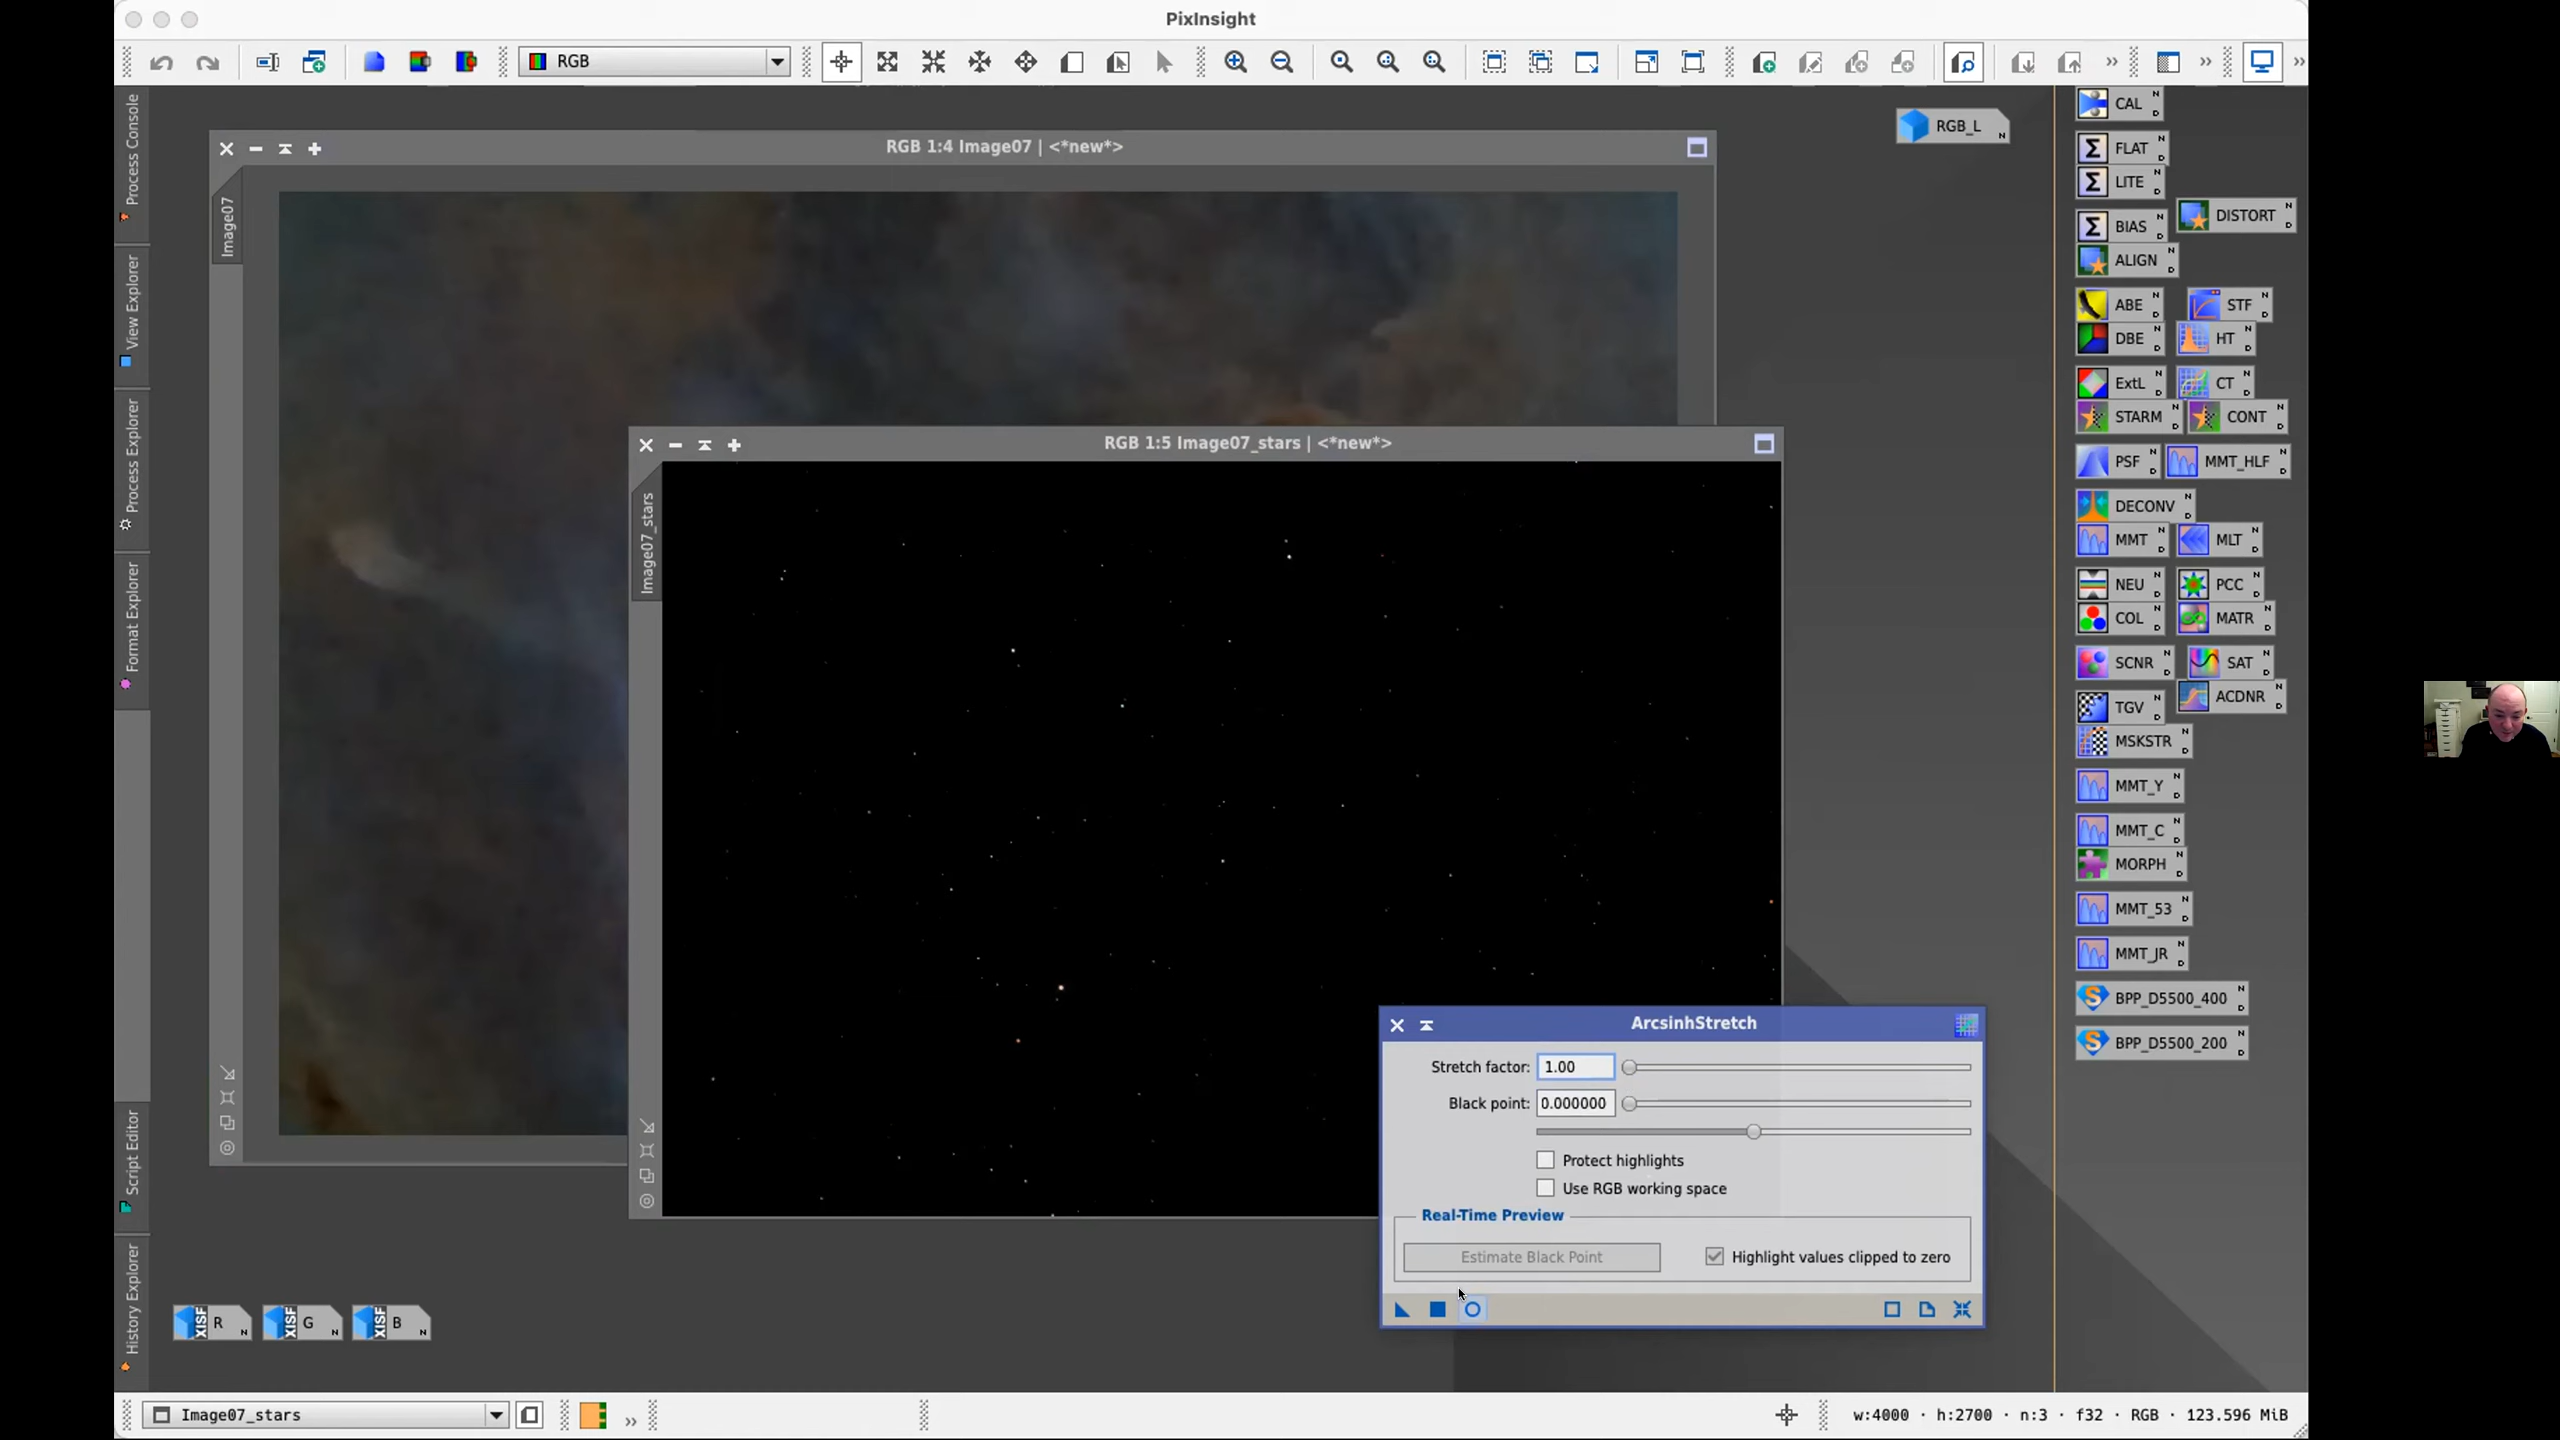 PixInsight
RGB
Process Console
View Explorer
Process Explorer
Format Explorer
Script Editor
History Explorer
RGB 1:4 Image07 | <*new*>
Image07
RGB 1:5 Image07_stars | <*new*>
Image07_stars
RGB_L
N
CAL
N
D
FLAT
N
D
LITE
N
D
DISTORT
N
D
BIAS
N
D
ALIGN
N
D
ABE
N
D
STF
N
D
DBE
N
D
HT
N
D
ExtL
N
D
CT
N
D
STARM
N
D
CONT
N
D
PSF
N
D
MMT_HLF
N
D
DECONV
N
D
MMT
N
D
MLT
N
D
NEU
N
D
PCC
N
D
COL
N
D
MATR
N
D
SCNR
N
D
SAT
N
D
TGV
N
D
ACDNR
N
D
MSKSTR
N
D
MMT_Y
N
D
MMT_C
N
D
MORPH
N
D
MMT_53
N
D
MMT_JR
N
D
BPP_D5500_400
N
D
BPP_D5500_200
N
D
ArcsinhStretch
Stretch factor: 1.00
Black point: 0.000000
Protect highlights
Use RGB working space
Real-Time Preview
Estimate Black Point
Highlight values clipped to zero
XISF R N
XISF G N
XISF B N
Image07_stars
w:4000 · h:2700 · n:3 · f32 · RGB · 123.596 MiB